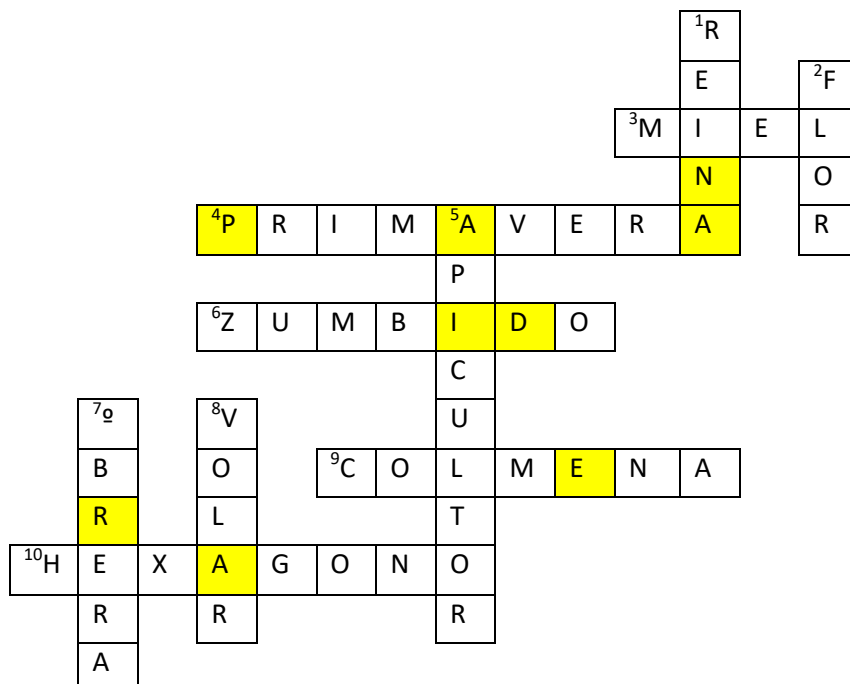 1R
E 2F
3M I E L
N O
4P R I M 5A V E R A R
P
6Z U M B I D O
C
7º 8V U
B O 9C O L M E N A
R L T
10H E X A G O N O
R R R
A